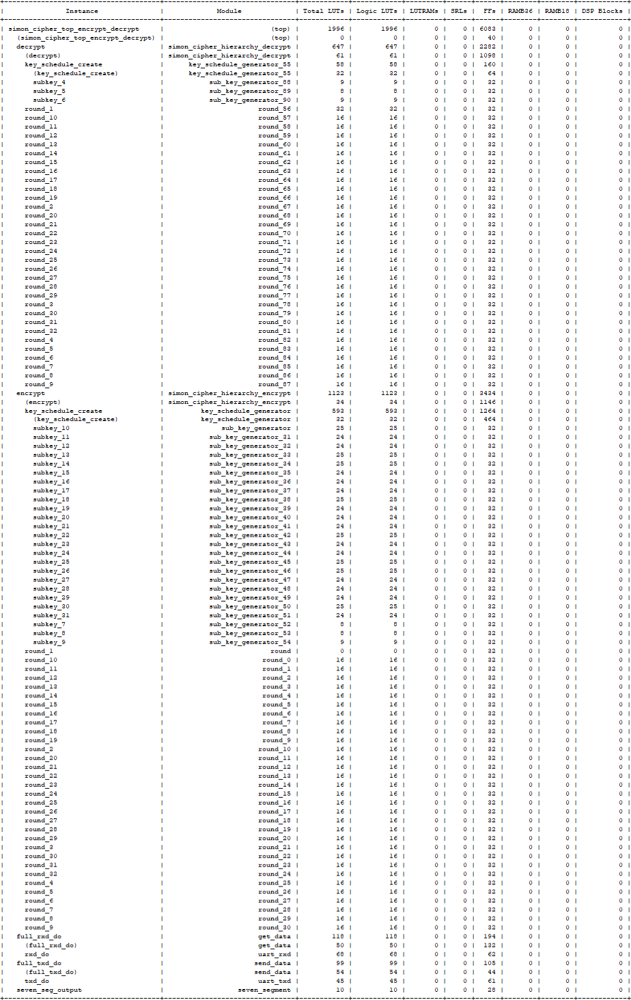 | Instance | Module | Total LUTs | Logic LUTs | LUTRAMs | SRLs | FFs | RAMB36 | RAMB18 | DSP Blocks |
| simon_cipher_top_encrypt_decrypt | (top) | 1996 | 1996 | 0 | 0 | 6083 | 0 | 0 | 0 |
| (simon_cipher_top_encrypt_decrypt) | (top) | 0 | 0 | 0 | 0 | 40 | 0 | 0 | 0 |
| decrypt | simon_cipher_hierarchy_decrypt | 647 | 647 | 0 | 0 | 2282 | 0 | 0 | 0 |
| (decrypt) | simon_cipher_hierarchy_decrypt | 61 | 61 | 0 | 0 | 1098 | 0 | 0 | 0 |
| key_schedule_create | key_schedule_generator_55 | 58 | 58 | 0 | 0 | 160 | 0 | 0 | 0 |
| (key_schedule_create) | key_schedule_generator_55 | 32 | 32 | 0 | 0 | 64 | 0 | 0 | 0 |
| subkey_4 | sub_key_generator_88 | 9 | 9 | 0 | 0 | 32 | 0 | 0 | 0 |
| subkey_5 | sub_key_generator_89 | 8 | 8 | 0 | 0 | 32 | 0 | 0 | 0 |
| subkey_6 | sub_key_generator_90 | 9 | 9 | 0 | 0 | 32 | 0 | 0 | 0 |
| round_1 | round_56 | 32 | 32 | 0 | 0 | 32 | 0 | 0 | 0 |
| round_10 | round_57 | 16 | 16 | 0 | 0 | 32 | 0 | 0 | 0 |
| round_11 | round_58 | 16 | 16 | 0 | 0 | 32 | 0 | 0 | 0 |
| round_12 | round_59 | 16 | 16 | 0 | 0 | 32 | 0 | 0 | 0 |
| round_13 | round_60 | 16 | 16 | 0 | 0 | 32 | 0 | 0 | 0 |
| round_14 | round_61 | 16 | 16 | 0 | 0 | 32 | 0 | 0 | 0 |
| round_15 | round_62 | 16 | 16 | 0 | 0 | 32 | 0 | 0 | 0 |
| round_16 | round_63 | 16 | 16 | 0 | 0 | 32 | 0 | 0 | 0 |
| round_17 | round_64 | 16 | 16 | 0 | 0 | 32 | 0 | 0 | 0 |
| round_18 | round_65 | 16 | 16 | 0 | 0 | 32 | 0 | 0 | 0 |
| round_19 | round_66 | 16 | 16 | 0 | 0 | 32 | 0 | 0 | 0 |
| round_2 | round_67 | 16 | 16 | 0 | 0 | 32 | 0 | 0 | 0 |
| round_20 | round_68 | 16 | 16 | 0 | 0 | 32 | 0 | 0 | 0 |
| round_21 | round_69 | 16 | 16 | 0 | 0 | 32 | 0 | 0 | 0 |
| round_22 | round_70 | 16 | 16 | 0 | 0 | 32 | 0 | 0 | 0 |
| round_23 | round_71 | 16 | 16 | 0 | 0 | 32 | 0 | 0 | 0 |
| round_24 | round_72 | 16 | 16 | 0 | 0 | 32 | 0 | 0 | 0 |
| round_25 | round_73 | 16 | 16 | 0 | 0 | 32 | 0 | 0 | 0 |
| round_26 | round_74 | 16 | 16 | 0 | 0 | 32 | 0 | 0 | 0 |
| round_27 | round_75 | 16 | 16 | 0 | 0 | 32 | 0 | 0 | 0 |
| round_28 | round_76 | 16 | 16 | 0 | 0 | 32 | 0 | 0 | 0 |
| round_29 | round_77 | 16 | 16 | 0 | 0 | 32 | 0 | 0 | 0 |
| round_3 | round_78 | 16 | 16 | 0 | 0 | 32 | 0 | 0 | 0 |
| round_30 | round_79 | 16 | 16 | 0 | 0 | 32 | 0 | 0 | 0 |
| round_31 | round_80 | 16 | 16 | 0 | 0 | 32 | 0 | 0 | 0 |
| round_32 | round_81 | 16 | 16 | 0 | 0 | 32 | 0 | 0 | 0 |
| round_4 | round_82 | 16 | 16 | 0 | 0 | 32 | 0 | 0 | 0 |
| round_5 | round_83 | 16 | 16 | 0 | 0 | 32 | 0 | 0 | 0 |
| round_6 | round_84 | 16 | 16 | 0 | 0 | 32 | 0 | 0 | 0 |
| round_7 | round_85 | 16 | 16 | 0 | 0 | 32 | 0 | 0 | 0 |
| round_8 | round_86 | 16 | 16 | 0 | 0 | 32 | 0 | 0 | 0 |
| round_9 | round_87 | 16 | 16 | 0 | 0 | 32 | 0 | 0 | 0 |
| encrypt | simon_cipher_hierarchy_encrypt | 1123 | 1123 | 0 | 0 | 3434 | 0 | 0 | 0 |
| (encrypt) | simon_cipher_hierarchy_encrypt | 34 | 34 | 0 | 0 | 1146 | 0 | 0 | 0 |
| key_schedule_create | key_schedule_generator | 593 | 593 | 0 | 0 | 1264 | 0 | 0 | 0 |
| (key_schedule_create) | key_schedule_generator | 32 | 32 | 0 | 0 | 464 | 0 | 0 | 0 |
| subkey_10 | sub_key_generator | 25 | 25 | 0 | 0 | 32 | 0 | 0 | 0 |
| subkey_11 | sub_key_generator_31 | 24 | 24 | 0 | 0 | 32 | 0 | 0 | 0 |
| subkey_12 | sub_key_generator_32 | 24 | 24 | 0 | 0 | 32 | 0 | 0 | 0 |
| subkey_13 | sub_key_generator_33 | 25 | 25 | 0 | 0 | 32 | 0 | 0 | 0 |
| subkey_14 | sub_key_generator_34 | 25 | 25 | 0 | 0 | 32 | 0 | 0 | 0 |
| subkey_15 | sub_key_generator_35 | 24 | 24 | 0 | 0 | 32 | 0 | 0 | 0 |
| subkey_16 | sub_key_generator_36 | 24 | 24 | 0 | 0 | 32 | 0 | 0 | 0 |
| subkey_17 | sub_key_generator_37 | 24 | 24 | 0 | 0 | 32 | 0 | 0 | 0 |
| subkey_18 | sub_key_generator_38 | 25 | 25 | 0 | 0 | 32 | 0 | 0 | 0 |
| subkey_19 | sub_key_generator_39 | 24 | 24 | 0 | 0 | 32 | 0 | 0 | 0 |
| subkey_20 | sub_key_generator_40 | 24 | 24 | 0 | 0 | 32 | 0 | 0 | 0 |
| subkey_21 | sub_key_generator_41 | 24 | 24 | 0 | 0 | 32 | 0 | 0 | 0 |
| subkey_22 | sub_key_generator_42 | 25 | 25 | 0 | 0 | 32 | 0 | 0 | 0 |
| subkey_23 | sub_key_generator_43 | 24 | 24 | 0 | 0 | 32 | 0 | 0 | 0 |
| subkey_24 | sub_key_generator_44 | 24 | 24 | 0 | 0 | 32 | 0 | 0 | 0 |
| subkey_25 | sub_key_generator_45 | 25 | 25 | 0 | 0 | 32 | 0 | 0 | 0 |
| subkey_26 | sub_key_generator_46 | 25 | 25 | 0 | 0 | 32 | 0 | 0 | 0 |
| subkey_27 | sub_key_generator_47 | 24 | 24 | 0 | 0 | 32 | 0 | 0 | 0 |
| subkey_28 | sub_key_generator_48 | 24 | 24 | 0 | 0 | 32 | 0 | 0 | 0 |
| subkey_29 | sub_key_generator_49 | 24 | 24 | 0 | 0 | 32 | 0 | 0 | 0 |
| subkey_30 | sub_key_generator_50 | 25 | 25 | 0 | 0 | 32 | 0 | 0 | 0 |
| subkey_31 | sub_key_generator_51 | 24 | 24 | 0 | 0 | 32 | 0 | 0 | 0 |
| subkey_7 | sub_key_generator_52 | 8 | 8 | 0 | 0 | 32 | 0 | 0 | 0 |
| subkey_8 | sub_key_generator_53 | 8 | 8 | 0 | 0 | 32 | 0 | 0 | 0 |
| subkey_9 | sub_key_generator_54 | 9 | 9 | 0 | 0 | 32 | 0 | 0 | 0 |
| round_1 | round | 0 | 0 | 0 | 0 | 32 | 0 | 0 | 0 |
| round_10 | round_0 | 16 | 16 | 0 | 0 | 32 | 0 | 0 | 0 |
| round_11 | round_1 | 16 | 16 | 0 | 0 | 32 | 0 | 0 | 0 |
| round_12 | round_2 | 16 | 16 | 0 | 0 | 32 | 0 | 0 | 0 |
| round_13 | round_3 | 16 | 16 | 0 | 0 | 32 | 0 | 0 | 0 |
| round_14 | round_4 | 16 | 16 | 0 | 0 | 32 | 0 | 0 | 0 |
| round_15 | round_5 | 16 | 16 | 0 | 0 | 32 | 0 | 0 | 0 |
| round_16 | round_6 | 16 | 16 | 0 | 0 | 32 | 0 | 0 | 0 |
| round_17 | round_7 | 16 | 16 | 0 | 0 | 32 | 0 | 0 | 0 |
| round_18 | round_8 | 16 | 16 | 0 | 0 | 32 | 0 | 0 | 0 |
| round_19 | round_9 | 16 | 16 | 0 | 0 | 32 | 0 | 0 | 0 |
| round_2 | round_10 | 16 | 16 | 0 | 0 | 32 | 0 | 0 | 0 |
| round_20 | round_11 | 16 | 16 | 0 | 0 | 32 | 0 | 0 | 0 |
| round_21 | round_12 | 16 | 16 | 0 | 0 | 32 | 0 | 0 | 0 |
| round_22 | round_13 | 16 | 16 | 0 | 0 | 32 | 0 | 0 | 0 |
| round_23 | round_14 | 16 | 16 | 0 | 0 | 32 | 0 | 0 | 0 |
| round_24 | round_15 | 16 | 16 | 0 | 0 | 32 | 0 | 0 | 0 |
| round_25 | round_16 | 16 | 16 | 0 | 0 | 32 | 0 | 0 | 0 |
| round_26 | round_17 | 16 | 16 | 0 | 0 | 32 | 0 | 0 | 0 |
| round_27 | round_18 | 16 | 16 | 0 | 0 | 32 | 0 | 0 | 0 |
| round_28 | round_19 | 16 | 16 | 0 | 0 | 32 | 0 | 0 | 0 |
| round_29 | round_20 | 16 | 16 | 0 | 0 | 32 | 0 | 0 | 0 |
| round_3 | round_21 | 16 | 16 | 0 | 0 | 32 | 0 | 0 | 0 |
| round_30 | round_22 | 16 | 16 | 0 | 0 | 32 | 0 | 0 | 0 |
| round_31 | round_23 | 16 | 16 | 0 | 0 | 32 | 0 | 0 | 0 |
| round_32 | round_24 | 16 | 16 | 0 | 0 | 32 | 0 | 0 | 0 |
| round_4 | round_25 | 16 | 16 | 0 | 0 | 32 | 0 | 0 | 0 |
| round_5 | round_26 | 16 | 16 | 0 | 0 | 32 | 0 | 0 | 0 |
| round_6 | round_27 | 16 | 16 | 0 | 0 | 32 | 0 | 0 | 0 |
| round_7 | round_28 | 16 | 16 | 0 | 0 | 32 | 0 | 0 | 0 |
| round_8 | round_29 | 16 | 16 | 0 | 0 | 32 | 0 | 0 | 0 |
| round_9 | round_30 | 16 | 16 | 0 | 0 | 32 | 0 | 0 | 0 |
| full_rxd_do | get_data | 118 | 118 | 0 | 0 | 194 | 0 | 0 | 0 |
| (full_rxd_do) | get_data | 50 | 50 | 0 | 0 | 132 | 0 | 0 | 0 |
| rxd_do | uart_rxd | 68 | 68 | 0 | 0 | 62 | 0 | 0 | 0 |
| full_txd_do | send_data | 99 | 99 | 0 | 0 | 105 | 0 | 0 | 0 |
| (full_txd_do) | send_data | 54 | 54 | 0 | 0 | 44 | 0 | 0 | 0 |
| txd_do | uart_txd | 45 | 45 | 0 | 0 | 61 | 0 | 0 | 0 |
| seven_seg_output | seven_segment | 10 | 10 | 0 | 0 | 28 | 0 | 0 | 0 |